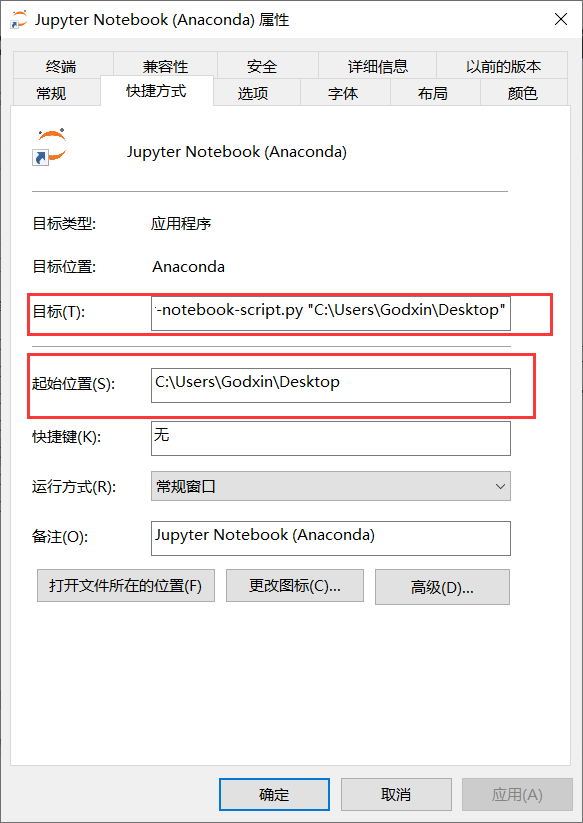 Jupyter Notebook (Anaconda) 属性
终端 兼容性 安全 详细信息 以前的版本
常规 快捷方式 选项 字体 布局 颜色
Jupyter Notebook (Anaconda)
目标类型: 应用程序
目标位置: Anaconda
目标(T): -notebook-script.py "C:\Users\Godxin\Desktop"
起始位置(S): C:\Users\Godxin\Desktop
快捷键(K): 无
运行方式(R): 常规窗口
备注(O): Jupyter Notebook (Anaconda)
打开文件所在的位置(F) 更改图标(C)... 高级(D)...
确定 取消 应用(A)